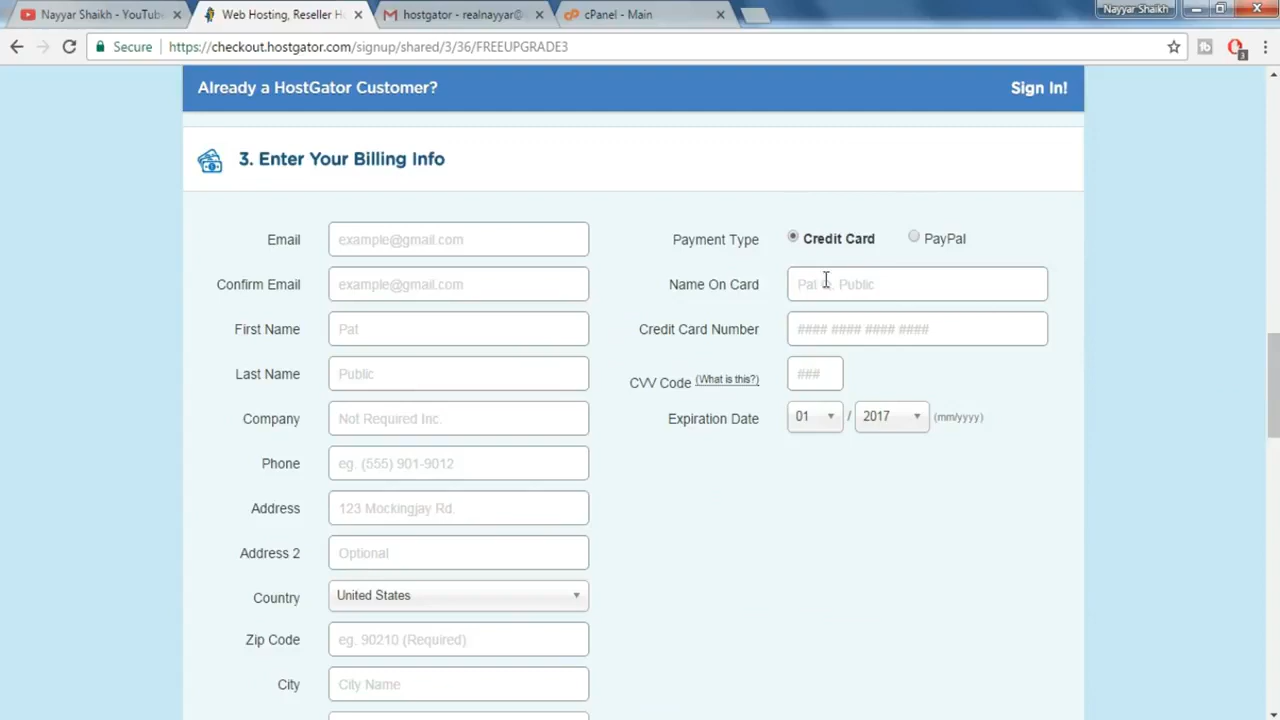 Nayyar Shaikh - YouTube
Web Hosting, Reseller H
cPanel - Main
Nayyar Shaikh
Secure
https://checkout.hostgator.com/signup/shared/3/36/FREEUPGRADE3
3
Already a HostGator Customer?
Sign In!
3. Enter Your Billing Info
Email
example@gmail.com
Confirm Email
example@gmail.com
First Name
Pat
Last Name
Public
Company
Not Required Inc.
Phone
eg. (555) 901-9012
Address
123 Mockingjay Rd.
Address 2
Optional
Country
United States
Zip Code
eg. 90210 (Required)
City
City Name
Payment Type
Credit Card
PayPal
Name On Card
Pat Public
Credit Card Number
#### #### #### ####
CVV Code (What is this?)
###
Expiration Date
01 / 2017 (mm/yyyy)